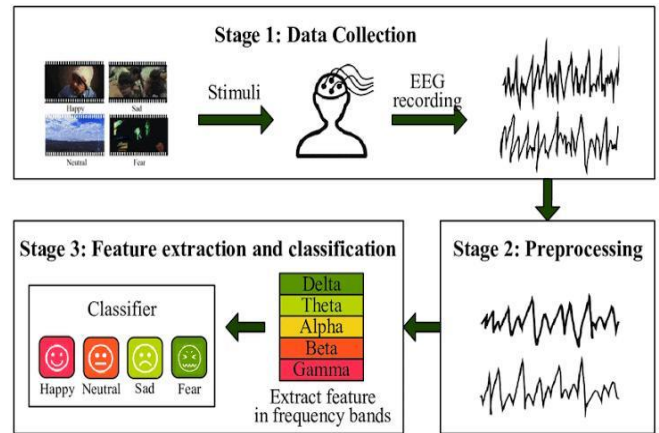 Stage 1: Data Collection
Happy
Sad
Neutral
Fear
Stimuli
EEG
recording
Stage 2: Preprocessing
Stage 3: Feature extraction and classification
Delta
Theta
Alpha
Beta
Gamma
Extract feature
in frequency bands
Classifier
Happy
Neutral
Sad
Fear